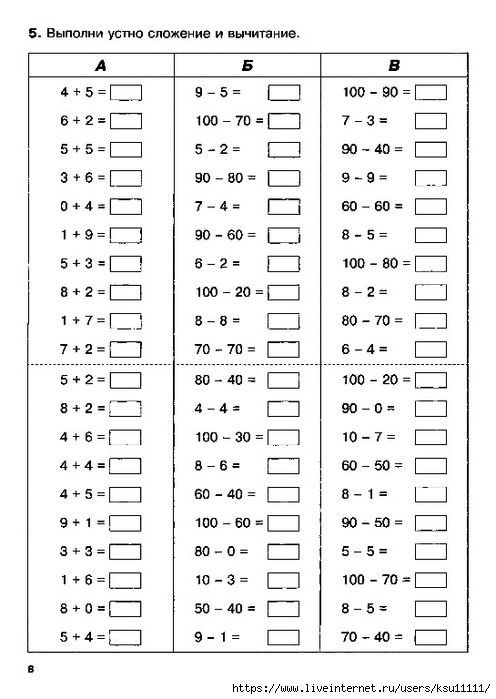 5. Выполни устно сложение и вычитание.
А Б В
4 + 5 = 9 – 5 = 100 – 90 =
6 + 2 = 100 – 70 = 7 – 3 =
5 + 5 = 5 – 2 = 90 – 40 =
3 + 6 = 90 – 80 = 9 – 9 =
0 + 4 = 7 – 4 = 60 – 60 =
1 + 9 = 90 – 60 = 8 – 5 =
5 + 3 = 6 – 2 = 100 – 80 =
8 + 2 = 100 – 20 = 8 – 2 =
1 + 7 = 8 – 8 = 80 – 70 =
7 + 2 = 70 – 70 = 6 – 4 =
5 + 2 = 80 – 40 = 100 – 20 =
8 + 2 = 4 – 4 = 90 – 0 =
4 + 6 = 100 – 30 = 10 – 7 =
4 + 4 = 8 – 6 = 60 – 50 =
4 + 5 = 60 – 40 = 8 – 1 =
9 + 1 = 100 – 60 = 90 – 50 =
3 + 3 = 80 – 0 = 5 – 5 =
1 + 6 = 10 – 3 = 100 – 70 =
8 + 0 = 50 – 40 = 8 – 5 =
5 + 4 = 9 – 1 = 70 – 40 =
8
https://www.liveinternet.ru/users/ksu11111/